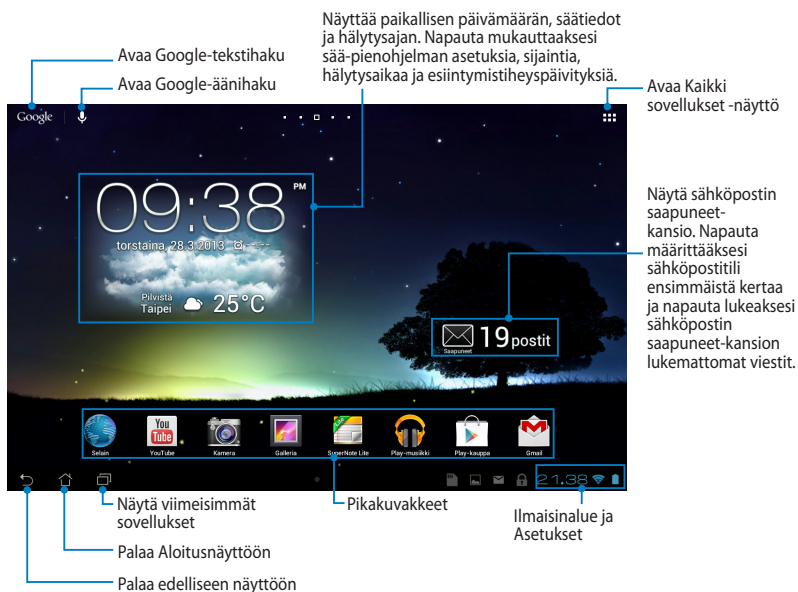 Näyttää paikallisen päivämäärän, säätiedot
ja hälytysajan. Napauta mukauttaaksesi
sää-pienohjelman asetuksia, sijaintia,
hälytysaikaa ja esiintymistiheyspäivityksiä.
Avaa Google-tekstihaku
Avaa Google-äänihaku
Avaa Kaikki
sovellukset -näyttö
Google
09:38 PM
torstaina, 28.3.2013 --:--
Pilvistä
Taipei
25°C
Näytä sähköpostin
saapuneet-
kansio. Napauta
määrittääksesi
sähköpostitili
ensimmäistä kertaa
ja napauta lukeaksesi
sähköpostin
saapuneet-kansion
lukemattomat viestit.
19 postit
Saapuneet
You
Tube
Selain YouTube Kamera Galleria SuperNote Lite Play-musiikki Play-kauppa Gmail
21.38
Näytä viimeisimmät
sovellukset
Pikakuvakkeet
Ilmaisinalue ja
Asetukset
Palaa Aloitusnäyttöön
Palaa edelliseen näyttöön